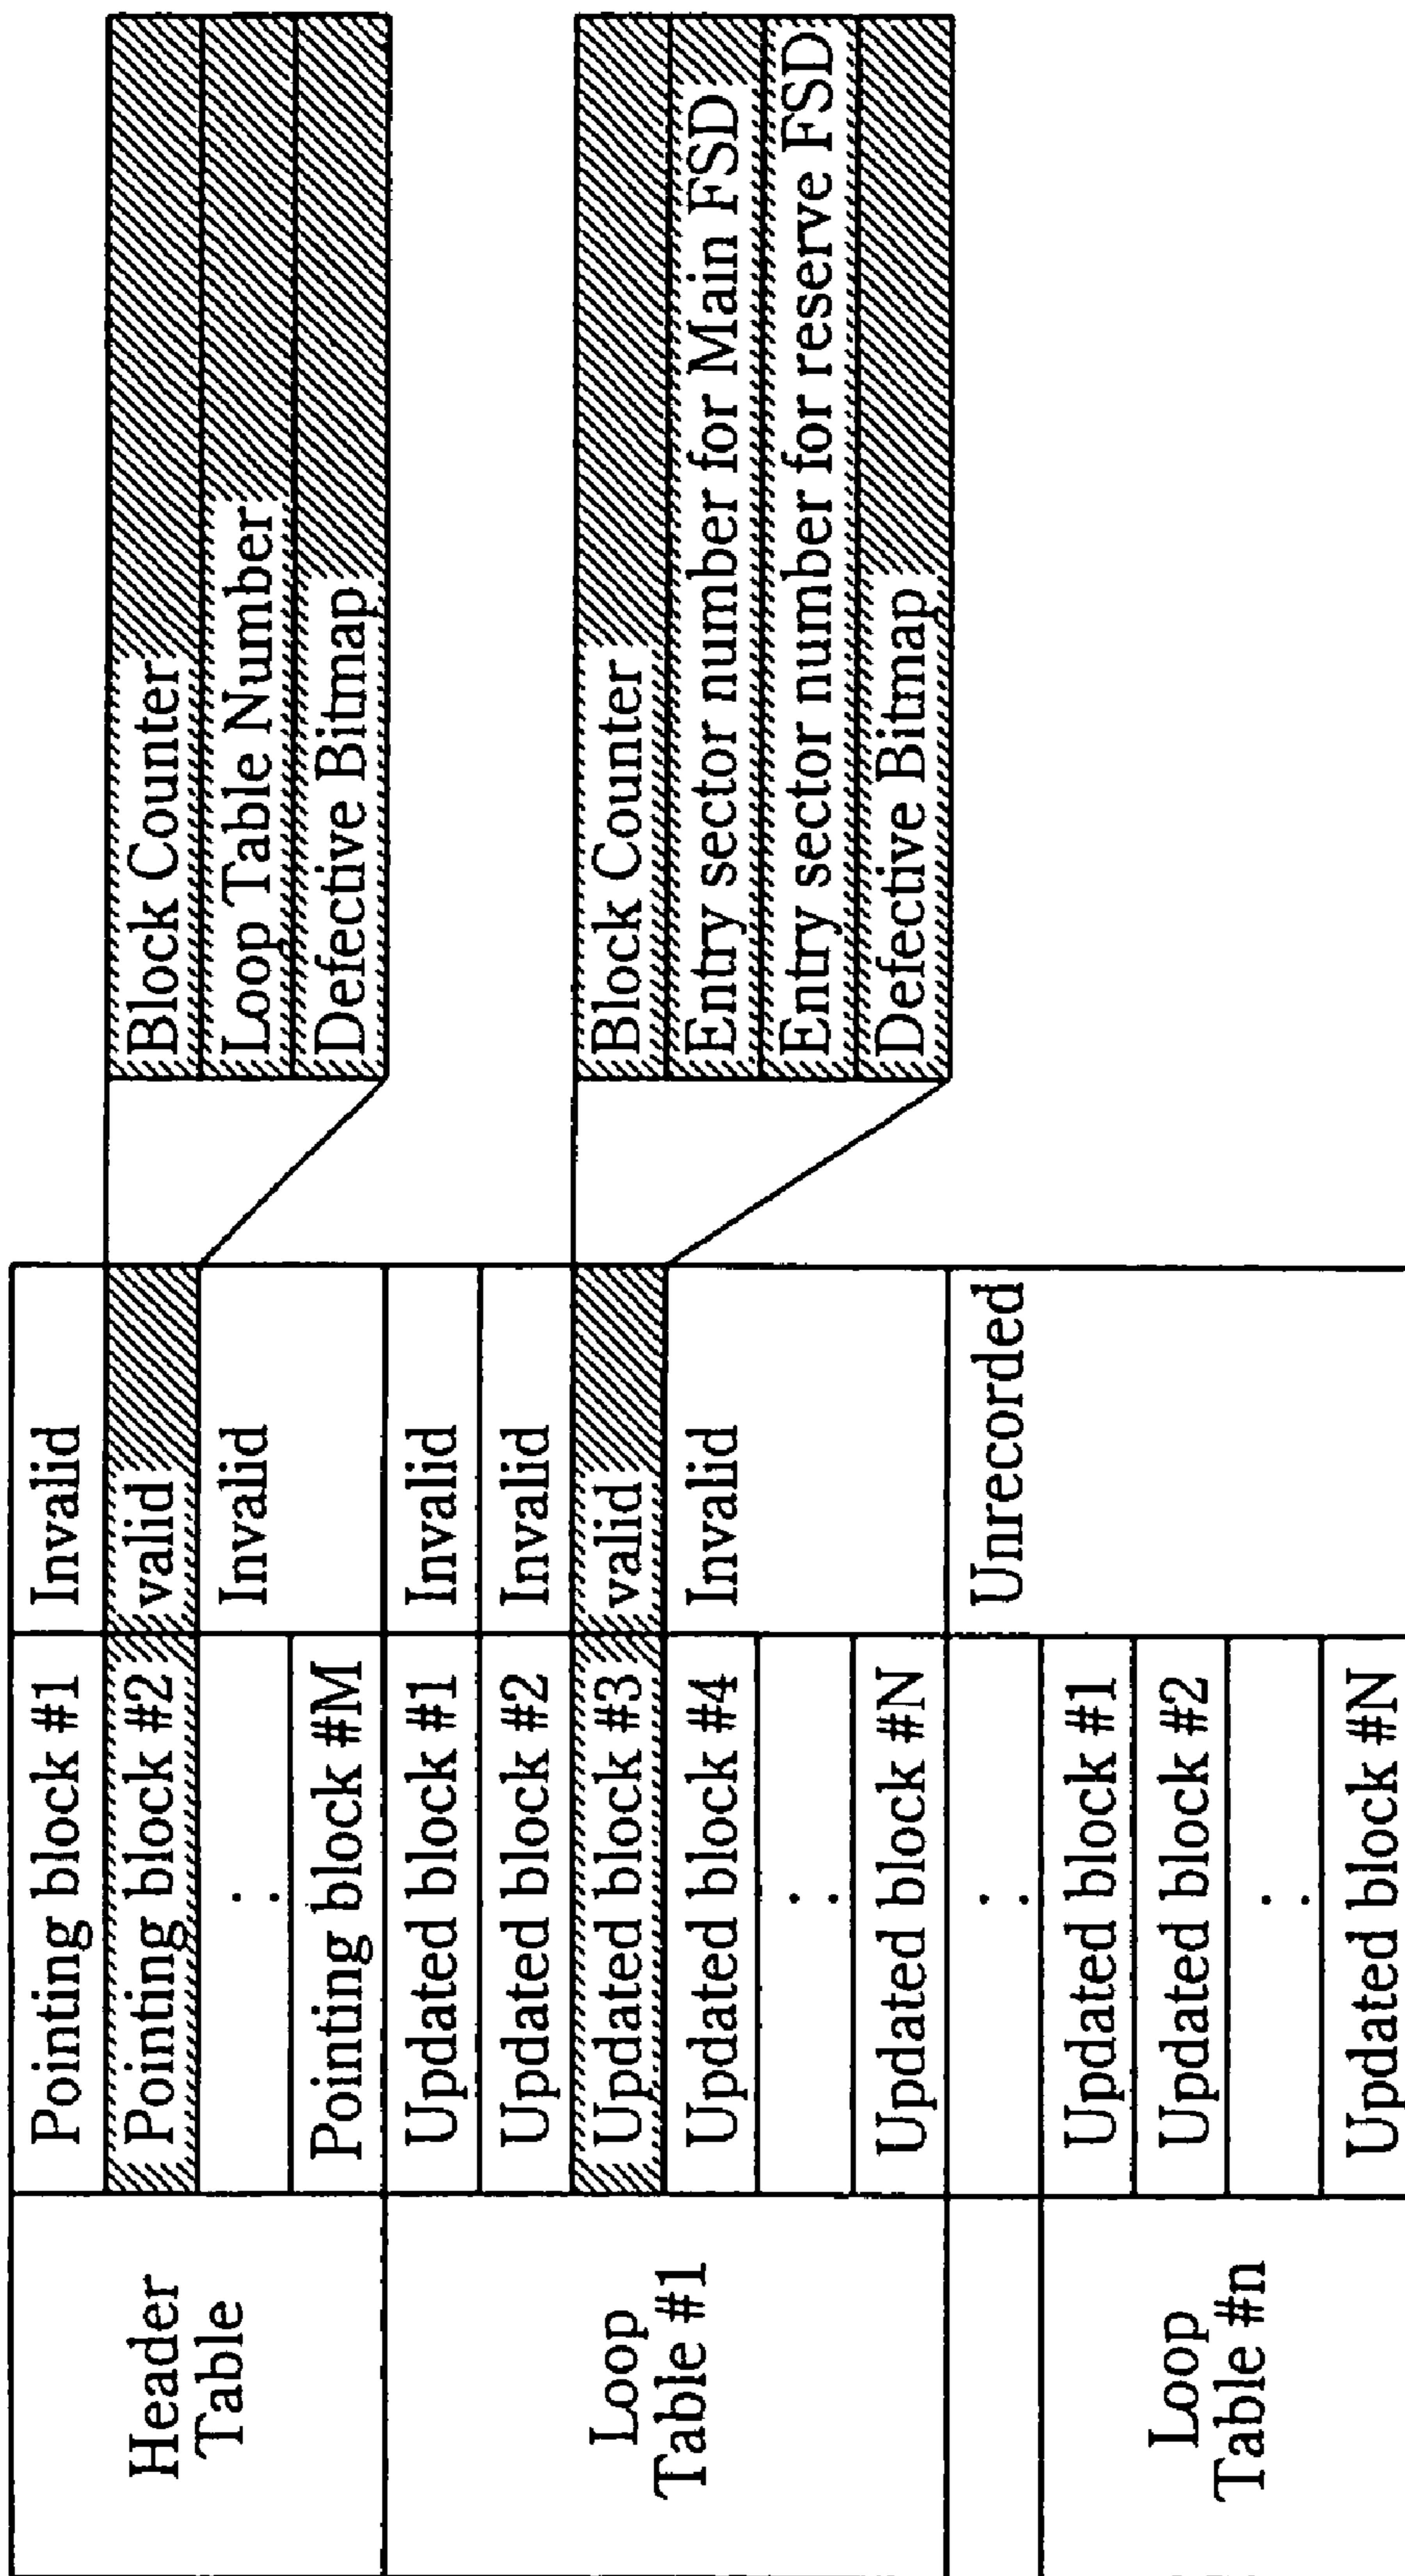 Header
Table
Pointing block #1
Invalid
Pointing block #2
valid
Invalid
Pointing block #M
Block Counter
Loop Table Number
Defective Bitmap
Loop
Table #1
Updated block #1
Invalid
Updated block #2
Invalid
Updated block #3
valid
Updated block #4
Invalid
Updated block #N
Block Counter
Entry sector number for Main FSD
Entry sector number for reserve FSD
Defective Bitmap
Unrecorded
Loop
Table #n
Updated block #1
Updated block #2
Updated block #N